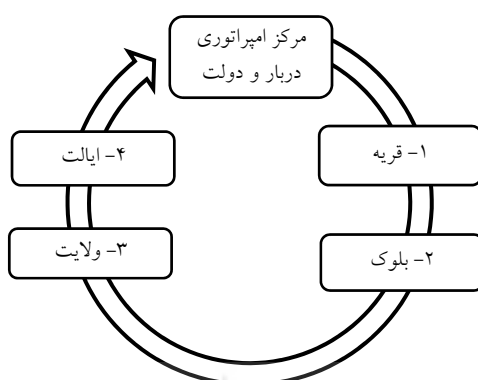 مرکز امپراتوری
دربار و دولت
۱- قریه
۲- بلوک
۳- ولایت
۴- ایالت